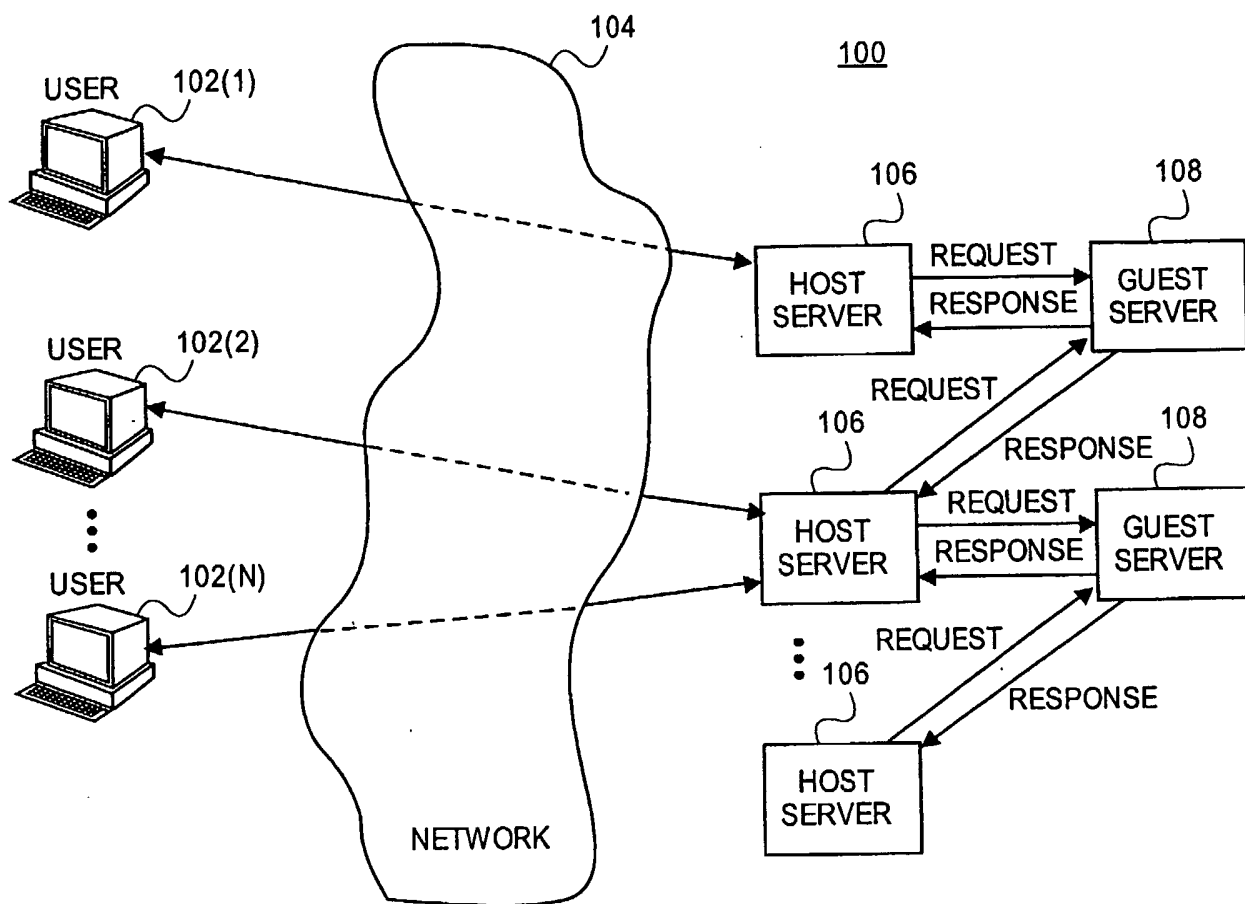 104
100
USER
102(1)
106
108
HOST
SERVER
REQUEST
RESPONSE
GUEST
SERVER
USER
102(2)
REQUEST
RESPONSE
106
108
HOST
SERVER
REQUEST
RESPONSE
GUEST
SERVER
USER
102(N)
REQUEST
RESPONSE
106
HOST
SERVER
NETWORK